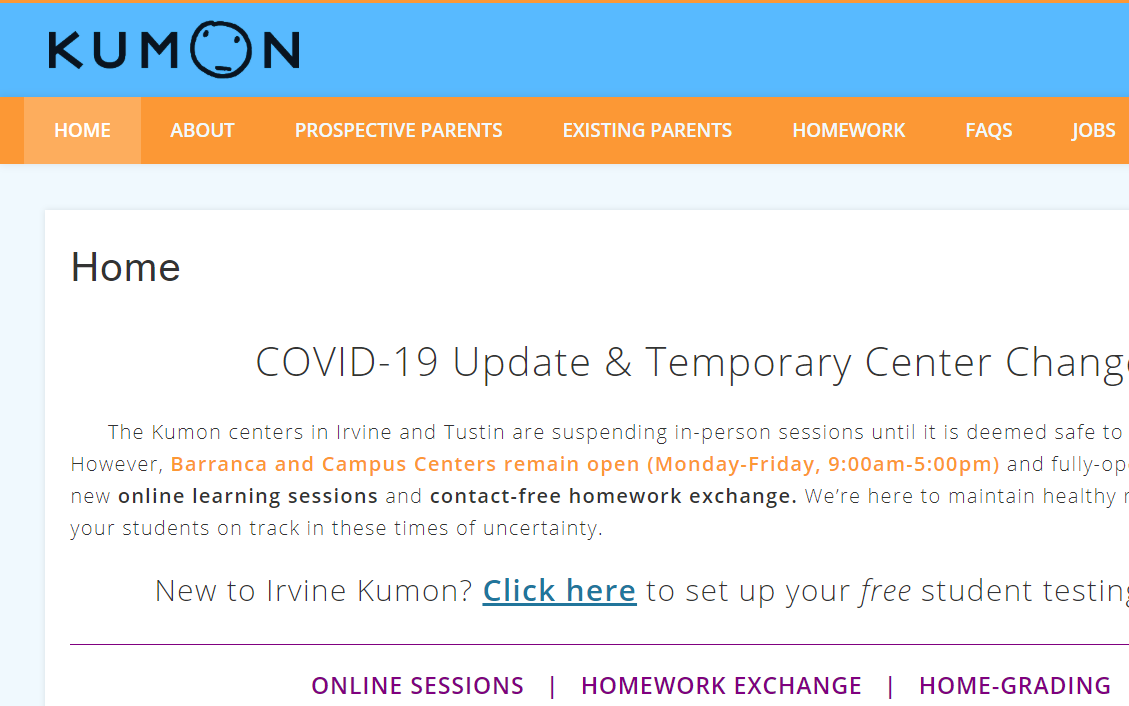 KUMON
HOME ABOUT PROSPECTIVE PARENTS EXISTING PARENTS HOMEWORK FAQS JOBS
Home
COVID-19 Update & Temporary Center Chang
The Kumon centers in Irvine and Tustin are suspending in-person sessions until it is deemed safe to
However, Barranca and Campus Centers remain open (Monday-Friday, 9:00am-5:00pm) and fully-op
new online learning sessions and contact-free homework exchange. We're here to maintain healthy
your students on track in these times of uncertainty.
New to Irvine Kumon? Click here to set up your free student testing
ONLINE SESSIONS | HOMEWORK EXCHANGE | HOME-GRADING